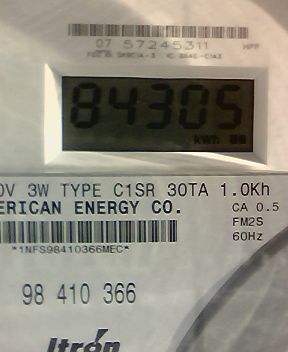 07 57245311 HPP
84305
kWh
0V 3W TYPE C1SR 30TA 1.0Kh
ERICAN ENERGY CO. CA 0.5
FM2S
60Hz
*1NFS98410366MEC*
98 410 366
Itron